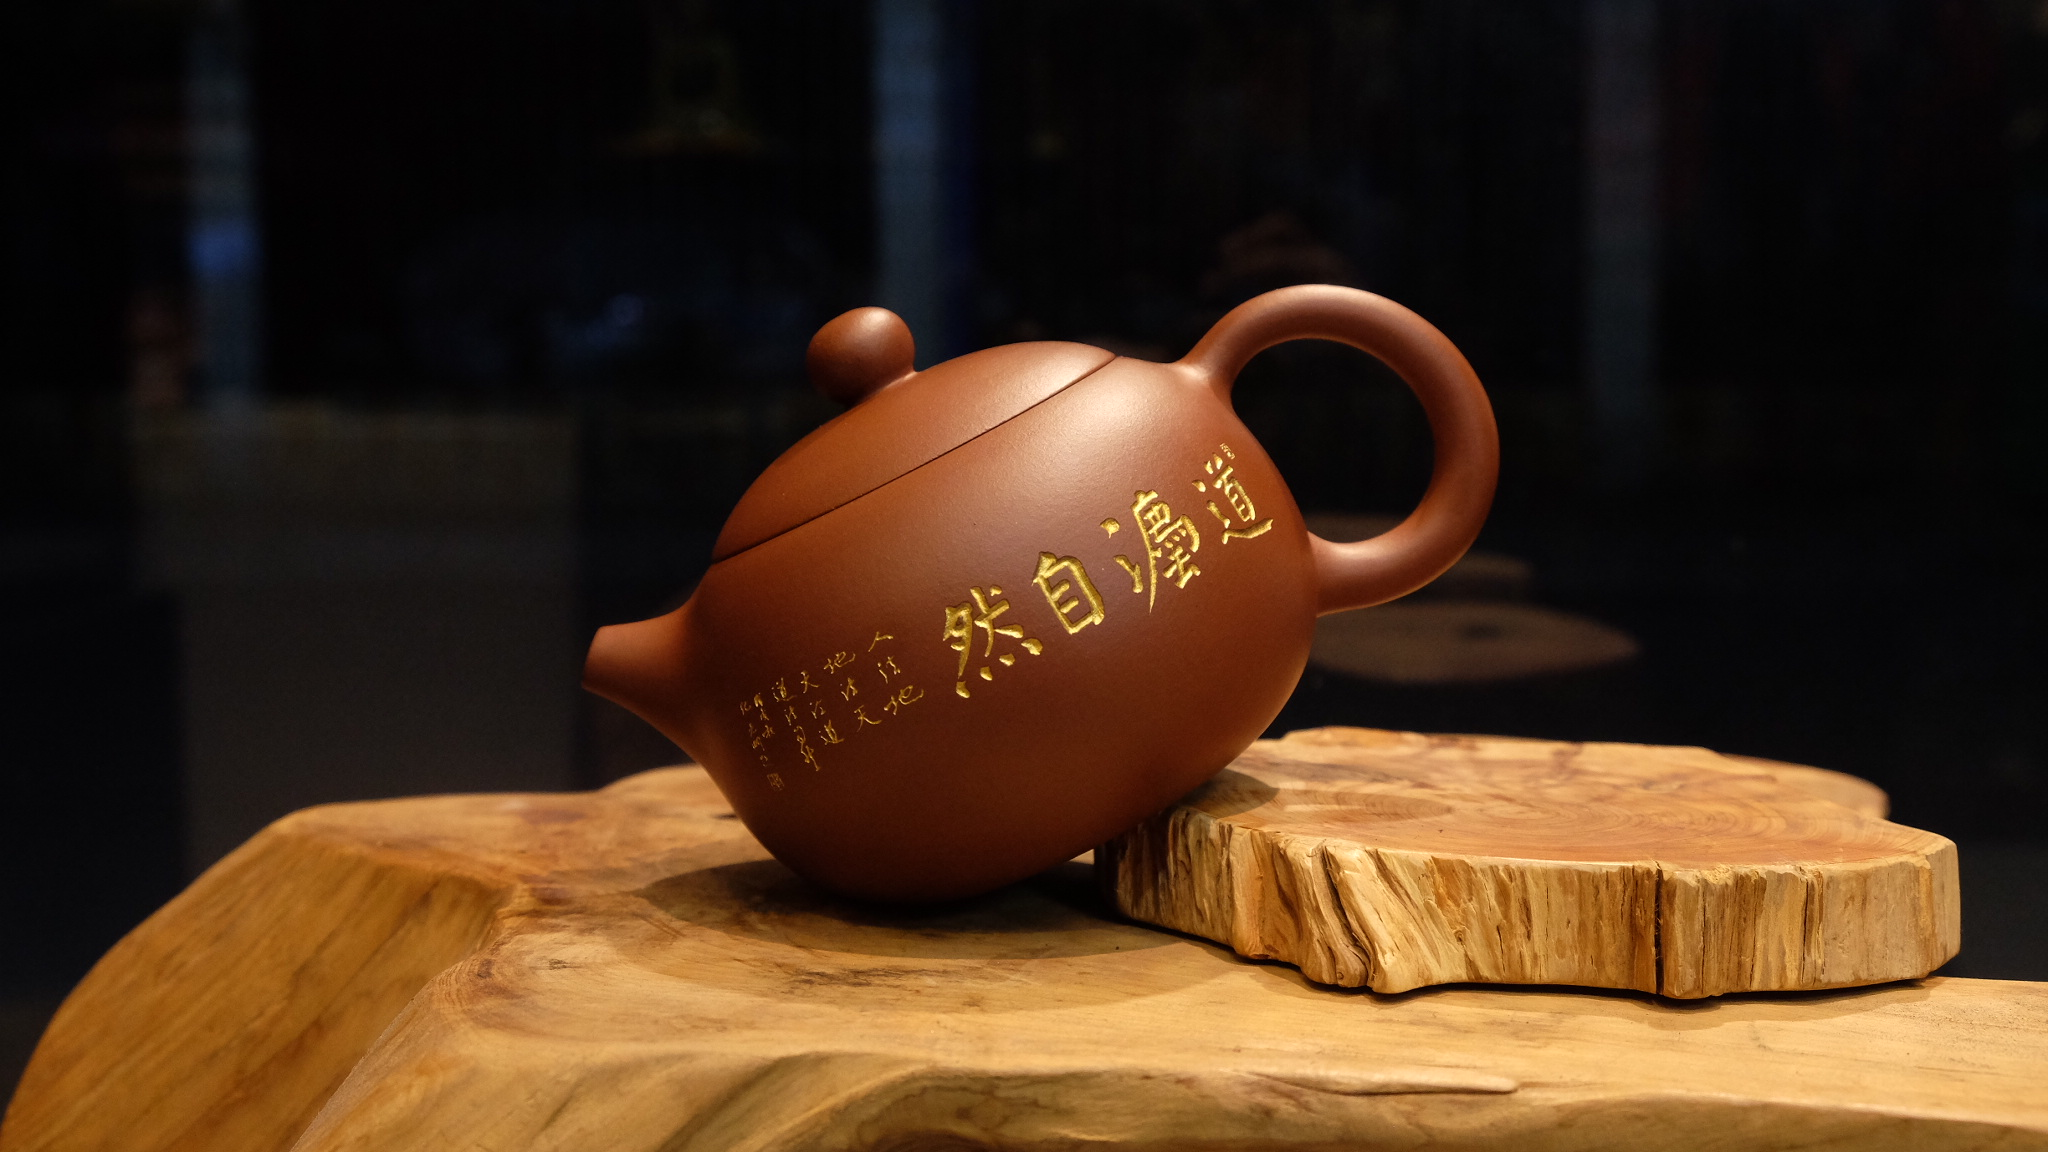 道灋自然
人法地
地法天
天法道
道法自然